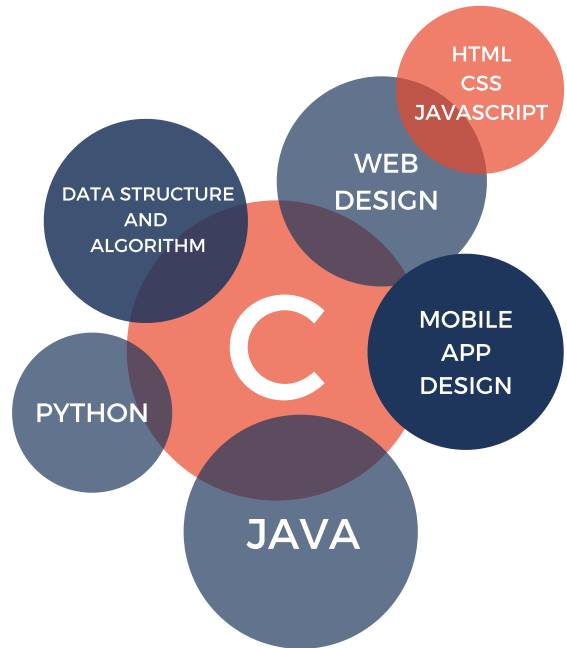 HTML
CSS
JAVASCRIPT
WEB
DESIGN
DATA STRUCTURE
AND
ALGORITHM
C
MOBILE
APP
DESIGN
PYTHON
JAVA